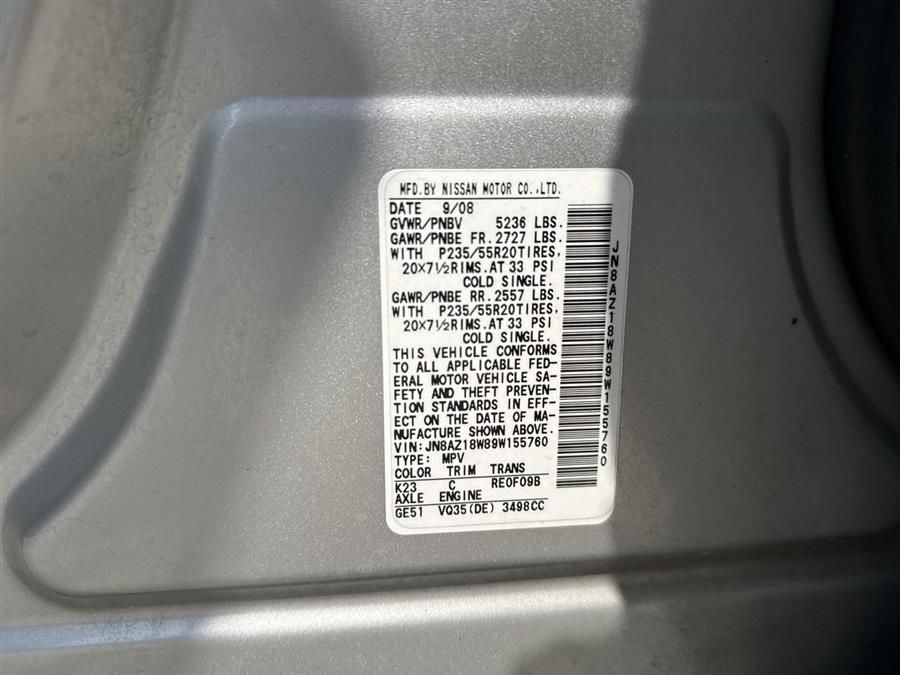 MFD.BY NISSAN MOTOR CO.,LTD.
DATE 9/08
GVWR/PNBV 5236 LBS.
GAWR/PNBE FR.2727 LBS.
WITH P235/55R20TIRES,
20X7½RIMS.AT 33 PSI
COLD SINGLE.
GAWR/PNBE RR.2557 LBS.
WITH P235/55R20TIRES,
20X7½RIMS.AT 33 PSI
COLD SINGLE.
THIS VEHICLE CONFORMS
TO ALL APPLICABLE FED-
ERAL MOTOR VEHICLE SA-
FETY AND THEFT PREVEN-
TION STANDARDS IN EFF-
ECT ON THE DATE OF MA-
NUFACTURE SHOWN ABOVE.
VIN:JN8AZ18W89W155760
TYPE: MPV
COLOR TRIM TRANS
K23 C RE0F09B
AXLE ENGINE
GE51 VQ35(DE) 3498CC
JN8AZ18W89W155760